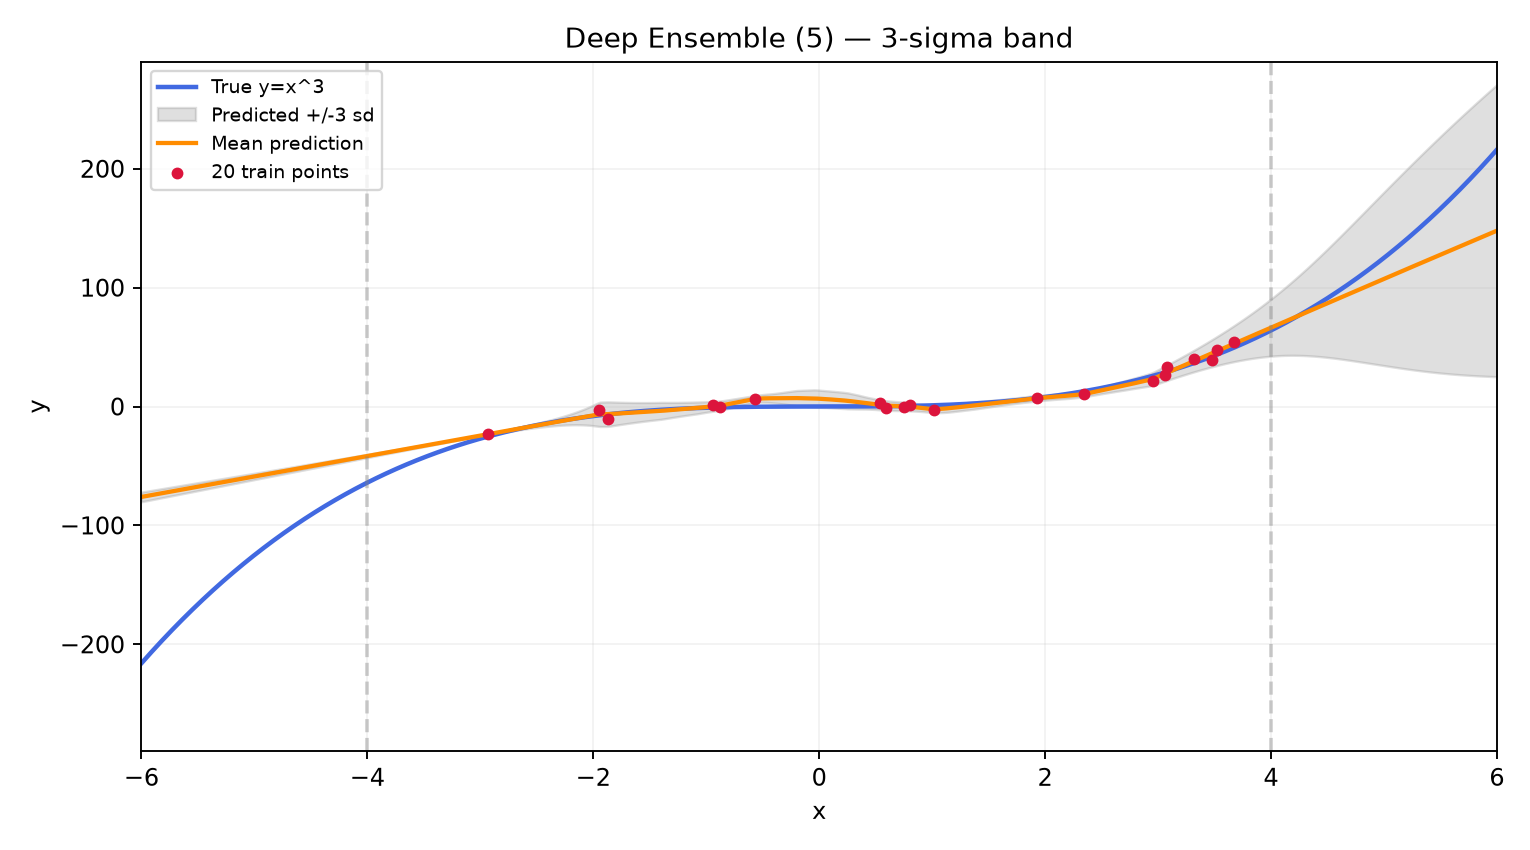 Deep Ensemble (5) — 3-sigma band
True y=x^3
Predicted +/-3 sd
Mean prediction
20 train points
200
100
0
−100
−200
y
−6 −4 −2 0 2 4 6
x